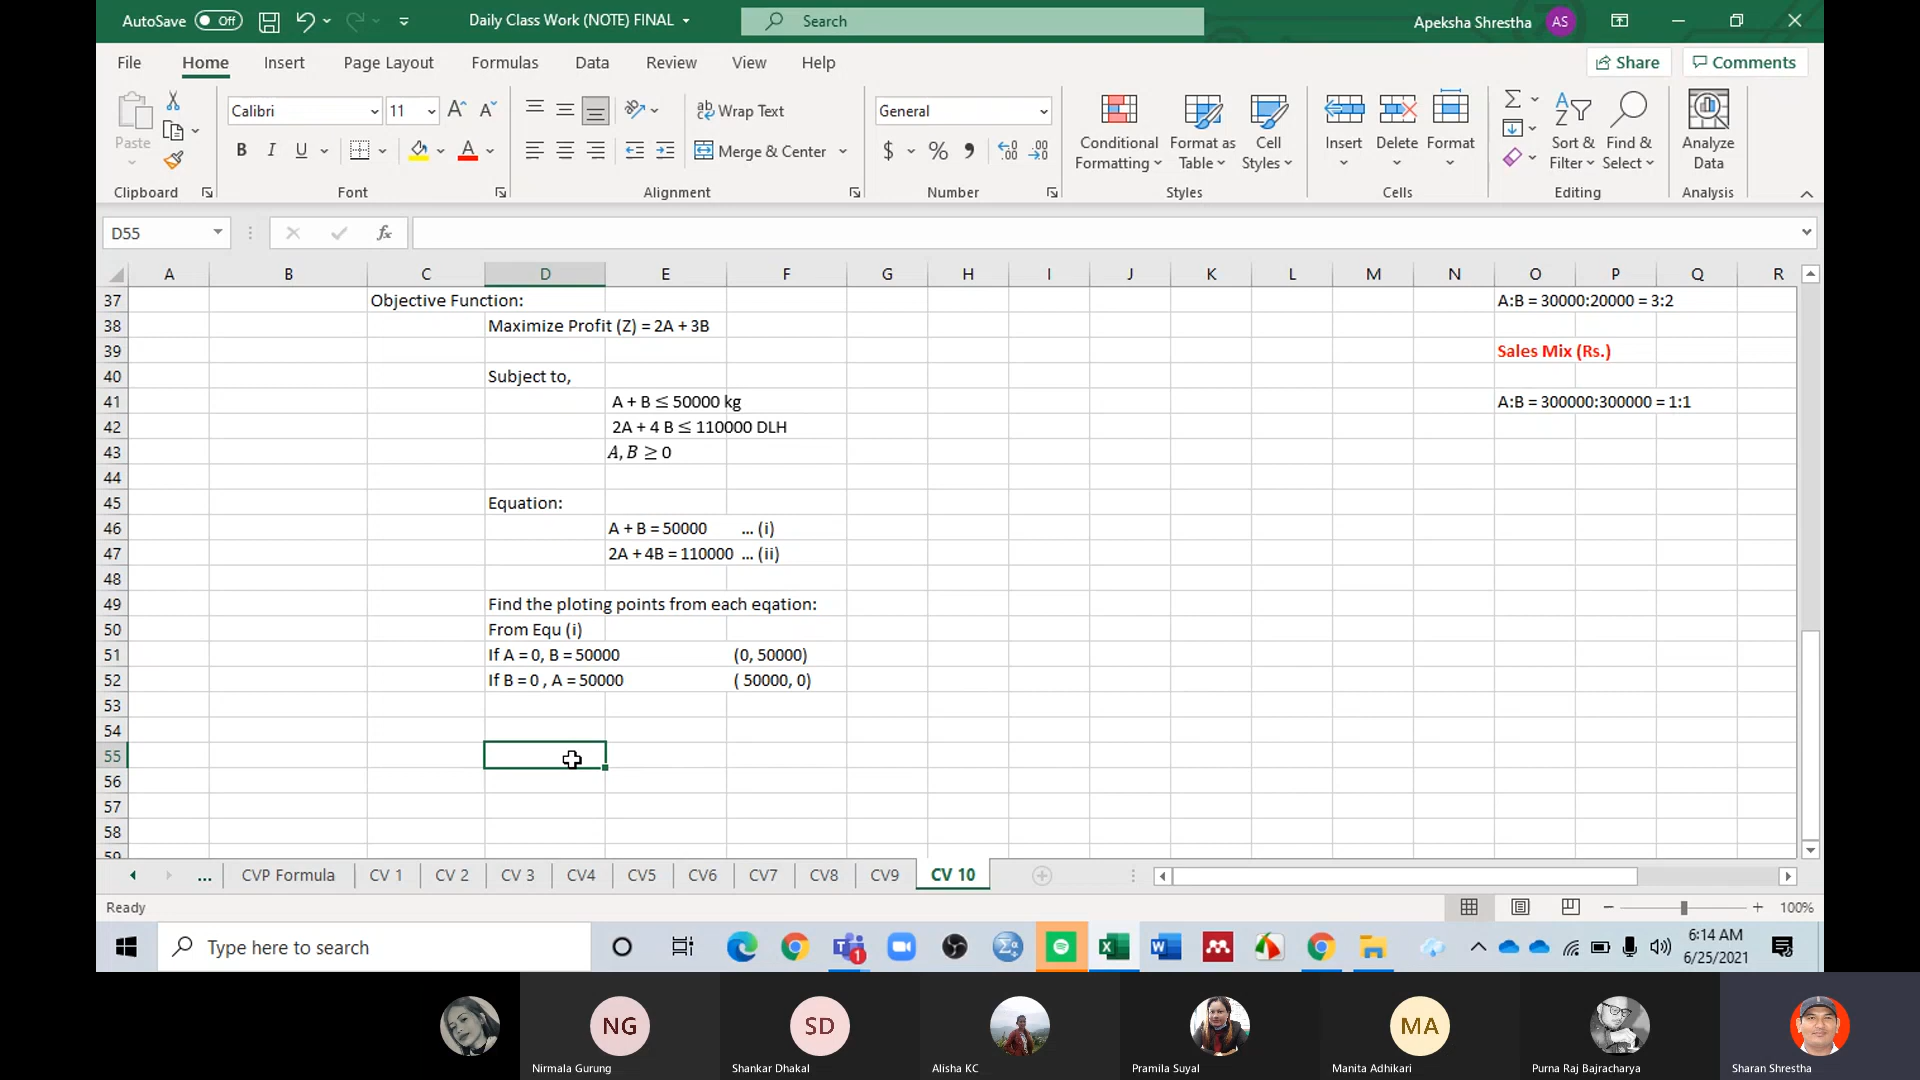 AutoSave Off Daily Class Work (NOTE) FINAL Search Apeksha Shrestha AS
File Home Insert Page Layout Formulas Data Review View Help Share Comments
Calibri 11 Wrap Text General
Paste B I U Merge & Center $ % Conditional Formatting Format as Table Cell Styles Insert Delete Format Sort & Filter Find & Select Analyze Data
Clipboard Font Alignment Number Styles Cells Editing Analysis
D55 fx
A B C D E F G H I J K L M N O P Q R
37 Objective Function: A:B = 30000:20000 = 3:2
38 Maximize Profit (Z) = 2A + 3B
39 Sales Mix (Rs.)
40 Subject to,
41 A + B ≤ 50000 kg A:B = 300000:300000 = 1:1
42 2A + 4 B ≤ 110000 DLH
43 A, B ≥ 0
44
45 Equation:
46 A + B = 50000 ... (i)
47 2A + 4B = 110000 ... (ii)
48
49 Find the ploting points from each eqation:
50 From Equ (i)
51 If A = 0, B = 50000 (0, 50000)
52 If B = 0 , A = 50000 ( 50000, 0)
53
54
55
56
57
58
59
... CVP Formula CV 1 CV 2 CV 3 CV4 CV5 CV6 CV7 CV8 CV9 CV 10
Ready 100%
Type here to search 1 6:14 AM
6/25/2021
NG SD MA
Nirmala Gurung Shankar Dhakal Alisha KC Pramila Suyal Manita Adhikari Purna Raj Bajracharya Sharan Shrestha